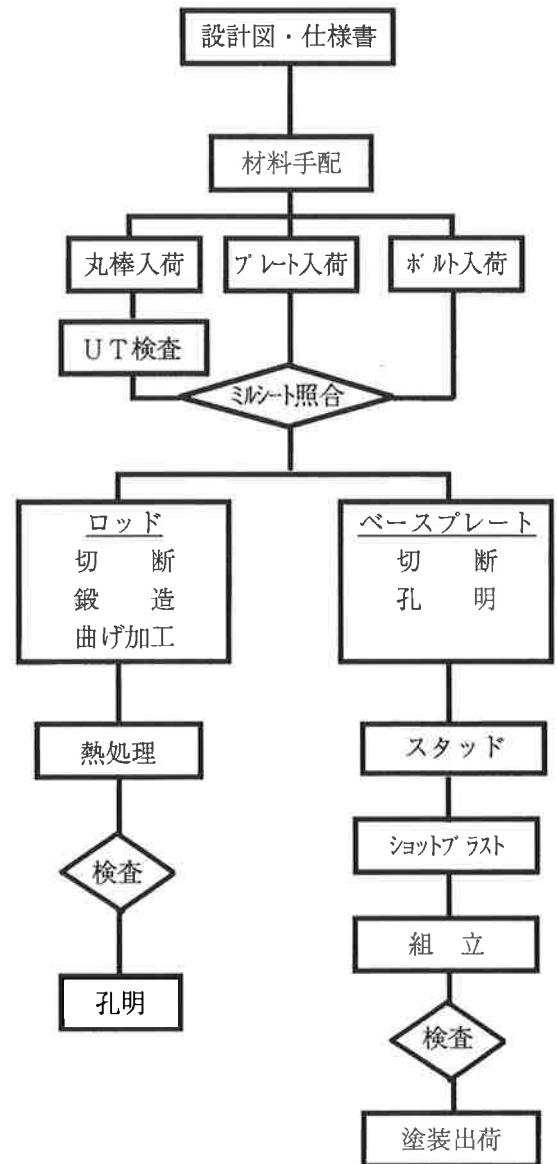 設計図・仕様書
材料手配
丸棒入荷
プレート入荷
ボルト入荷
UT検査
ミルシート照合
ロッド
切　断
鍛　造
曲げ加工
ベースプレート
切　断
孔　明
熱処理
スタッド
検査
ショットブラスト
組　立
孔明
検査
塗装出荷